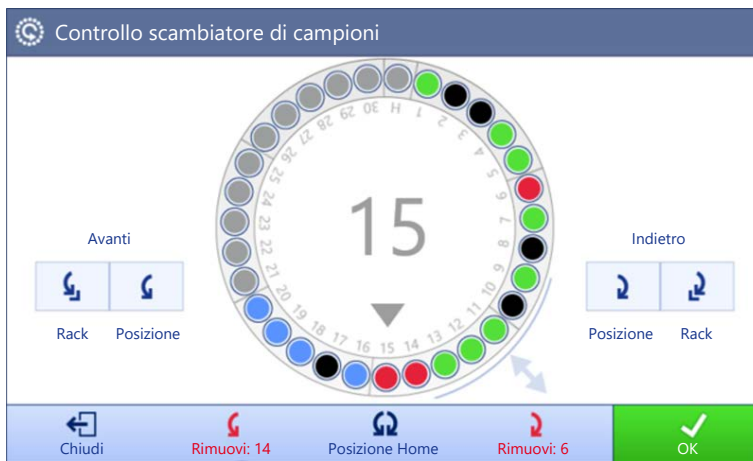 Controllo scambiatore di campioni
H 1 2 3 4 5 6 7 8 9 10 11 12 13 14 15 16 17 18 19 20 21 22 23 24 25 26 27 28 29 30
15
Avanti
Rack Posizione
Indietro
Posizione Rack
Chiudi Rimuovi: 14 Posizione Home Rimuovi: 6 OK